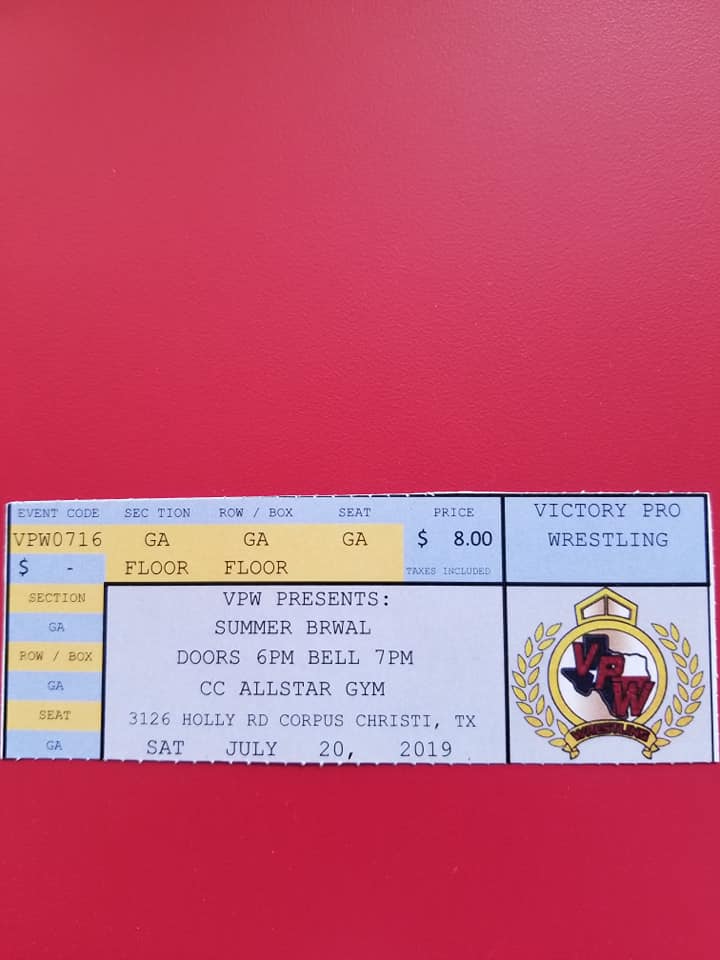 EVENT CODE SEC TION ROW / BOX SEAT PRICE
VPW0716 GA GA GA $ 8.00
$ - FLOOR FLOOR TAXES INCLUDED
SECTION
GA
ROW / BOX
GA
SEAT
GA
VPW PRESENTS:
SUMMER BRWAL
DOORS 6PM BELL 7PM
CC ALLSTAR GYM
3126 HOLLY RD CORPUS CHRISTI, TX
SAT JULY 20, 2019
VICTORY PRO
WRESTLING
VPW
WRESTLING